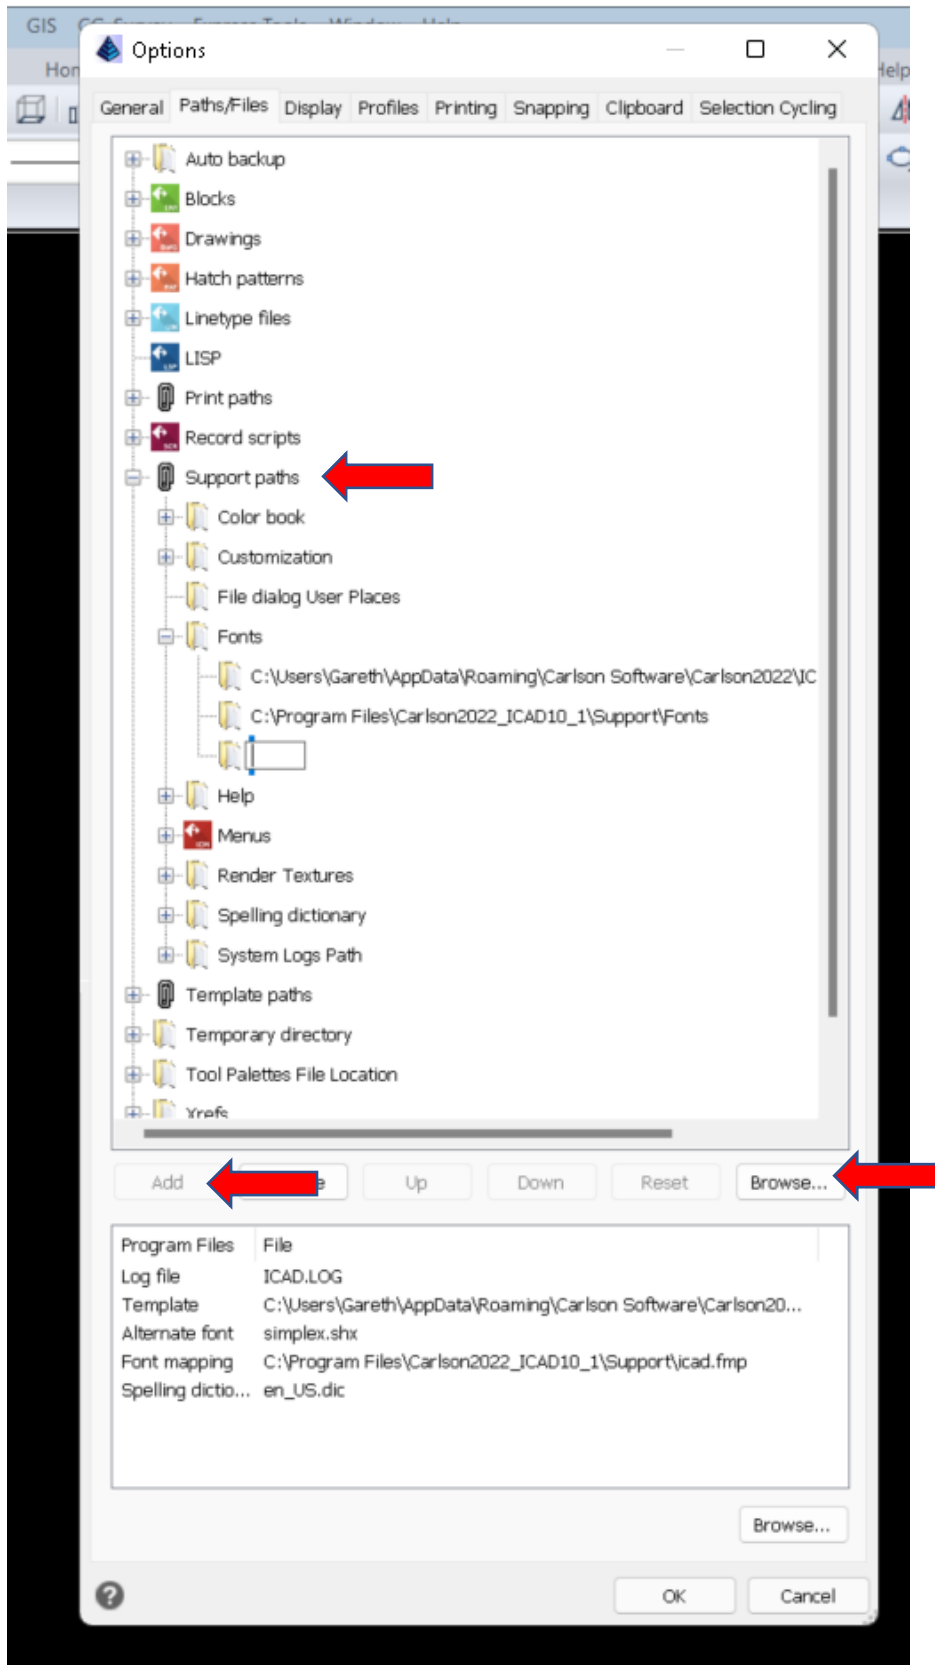 GIS
Options
Hon
Help
General Paths/Files Display Profiles Printing Snapping Clipboard Selection Cycling
Auto backup
Blocks
Drawings
Hatch patterns
Linetype files
LISP
Print paths
Record scripts
Support paths
Color book
Customization
File dialog User Places
Fonts
C:\Users\Gareth\AppData\Roaming\Carlson Software\Carlson2022\IC
C:\Program Files\Carlson2022_ICAD10_1\Support\Fonts
Help
Menus
Render Textures
Spelling dictionary
System Logs Path
Template paths
Temporary directory
Tool Palettes File Location
Xrefs
Add Up Down Reset Browse...
Program Files File
Log file ICAD.LOG
Template C:\Users\Gareth\AppData\Roaming\Carlson Software\Carlson20...
Alternate font simplex.shx
Font mapping C:\Program Files\Carlson2022_ICAD10_1\Support\icad.fmp
Spelling dictio... en_US.dic
Browse...
OK Cancel